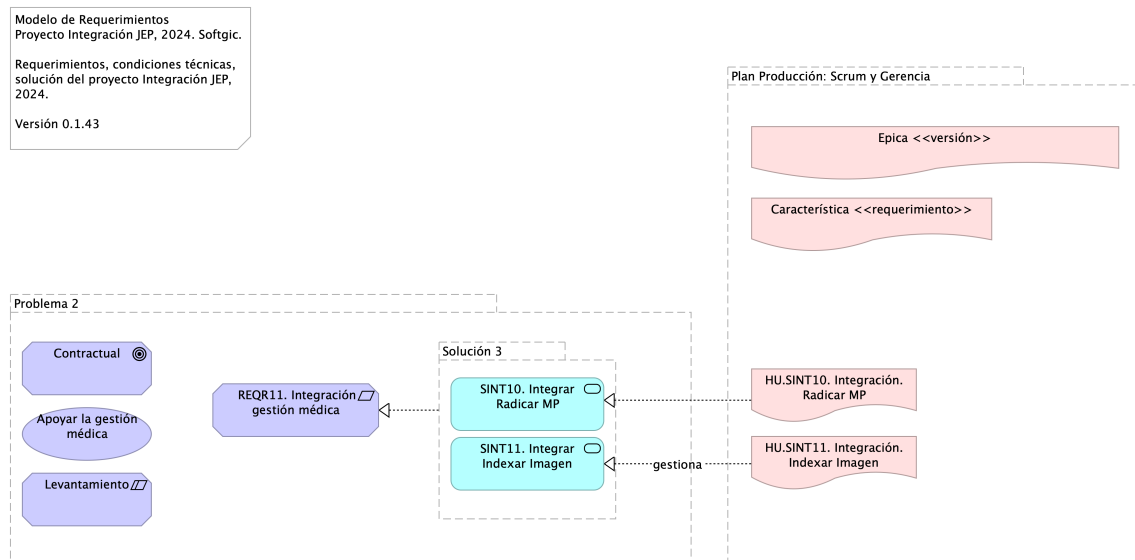 Modelo de Requerimientos
Proyecto Integración JEP, 2024. Softgic.
Requerimientos, condiciones técnicas,
solución del proyecto Integración JEP,
2024.
Versión 0.1.43
Plan Producción: Scrum y Gerencia
Epica <<versión>>
Característica <<requerimiento>>
Problema 2
Contractual
Apoyar la gestión
médica
Levantamiento
REQR11. Integración
gestión médica
Solución 3
SINT10. Integrar
Radicar MP
SINT11. Integrar
Indexar Imagen
gestiona
HU.SINT10. Integración.
Radicar MP
HU.SINT11. Integración.
Indexar Imagen